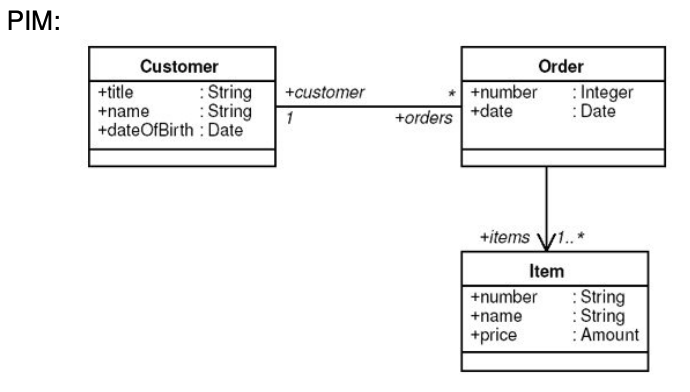 PIM:
Customer
+title : String
+name : String
+dateOfBirth : Date
+customer
1
*
+orders
Order
+number : Integer
+date : Date
+items 1..*
Item
+number : String
+name : String
+price : Amount